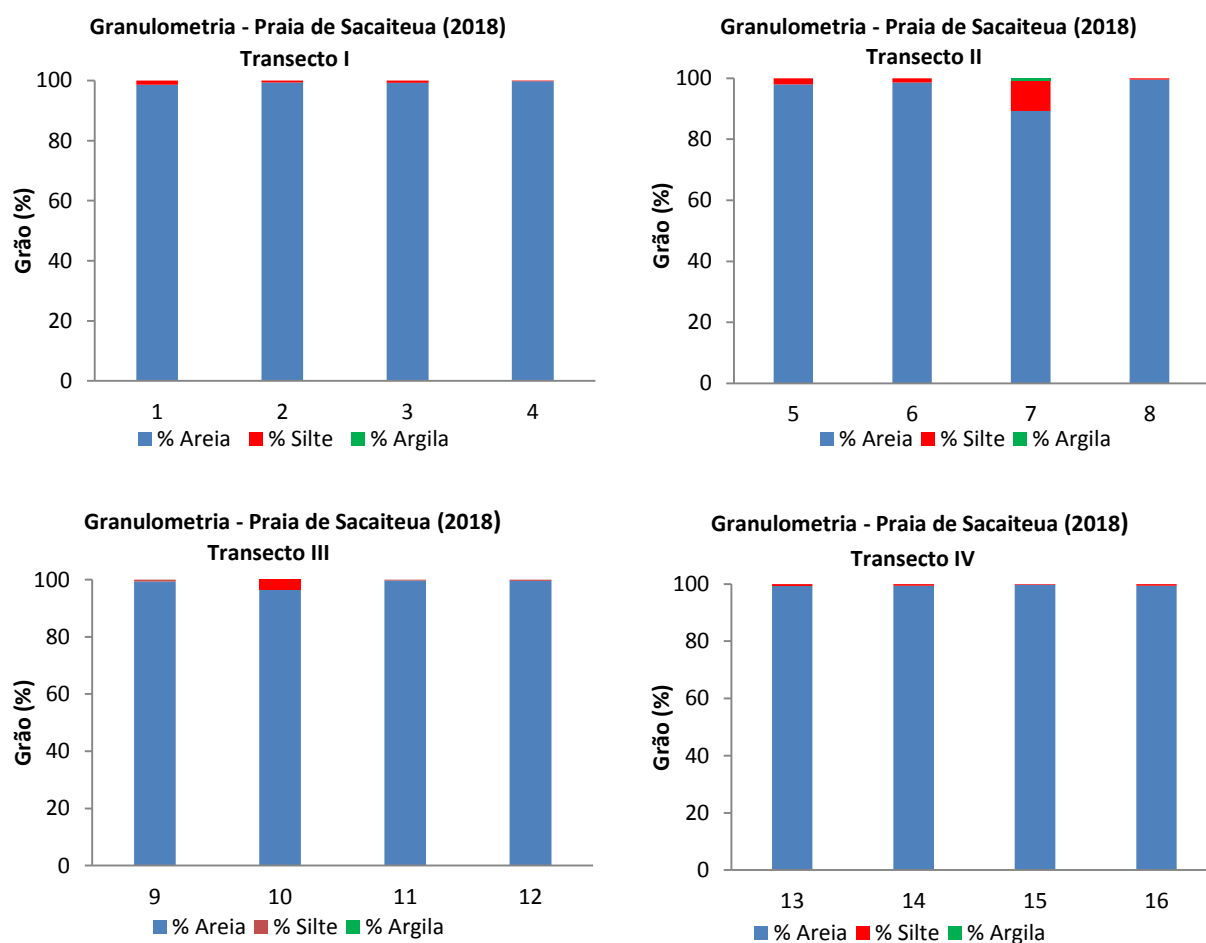 Granulometria - Praia de Sacaiteua (2018)
Transecto I
100
80
60
40
20
0
Grão (%)
1 2 3 4
% Areia % Silte % Argila
Granulometria - Praia de Sacaiteua (2018)
Transecto II
100
80
60
40
20
0
Grão (%)
5 6 7 8
% Areia % Silte % Argila
Granulometria - Praia de Sacaiteua (2018)
Transecto III
100
80
60
40
20
0
Grão (%)
9 10 11 12
% Areia % Silte % Argila
Granulometria - Praia de Sacaiteua (2018)
Transecto IV
100
80
60
40
20
0
Grão (%)
13 14 15 16
% Areia % Silte % Argila